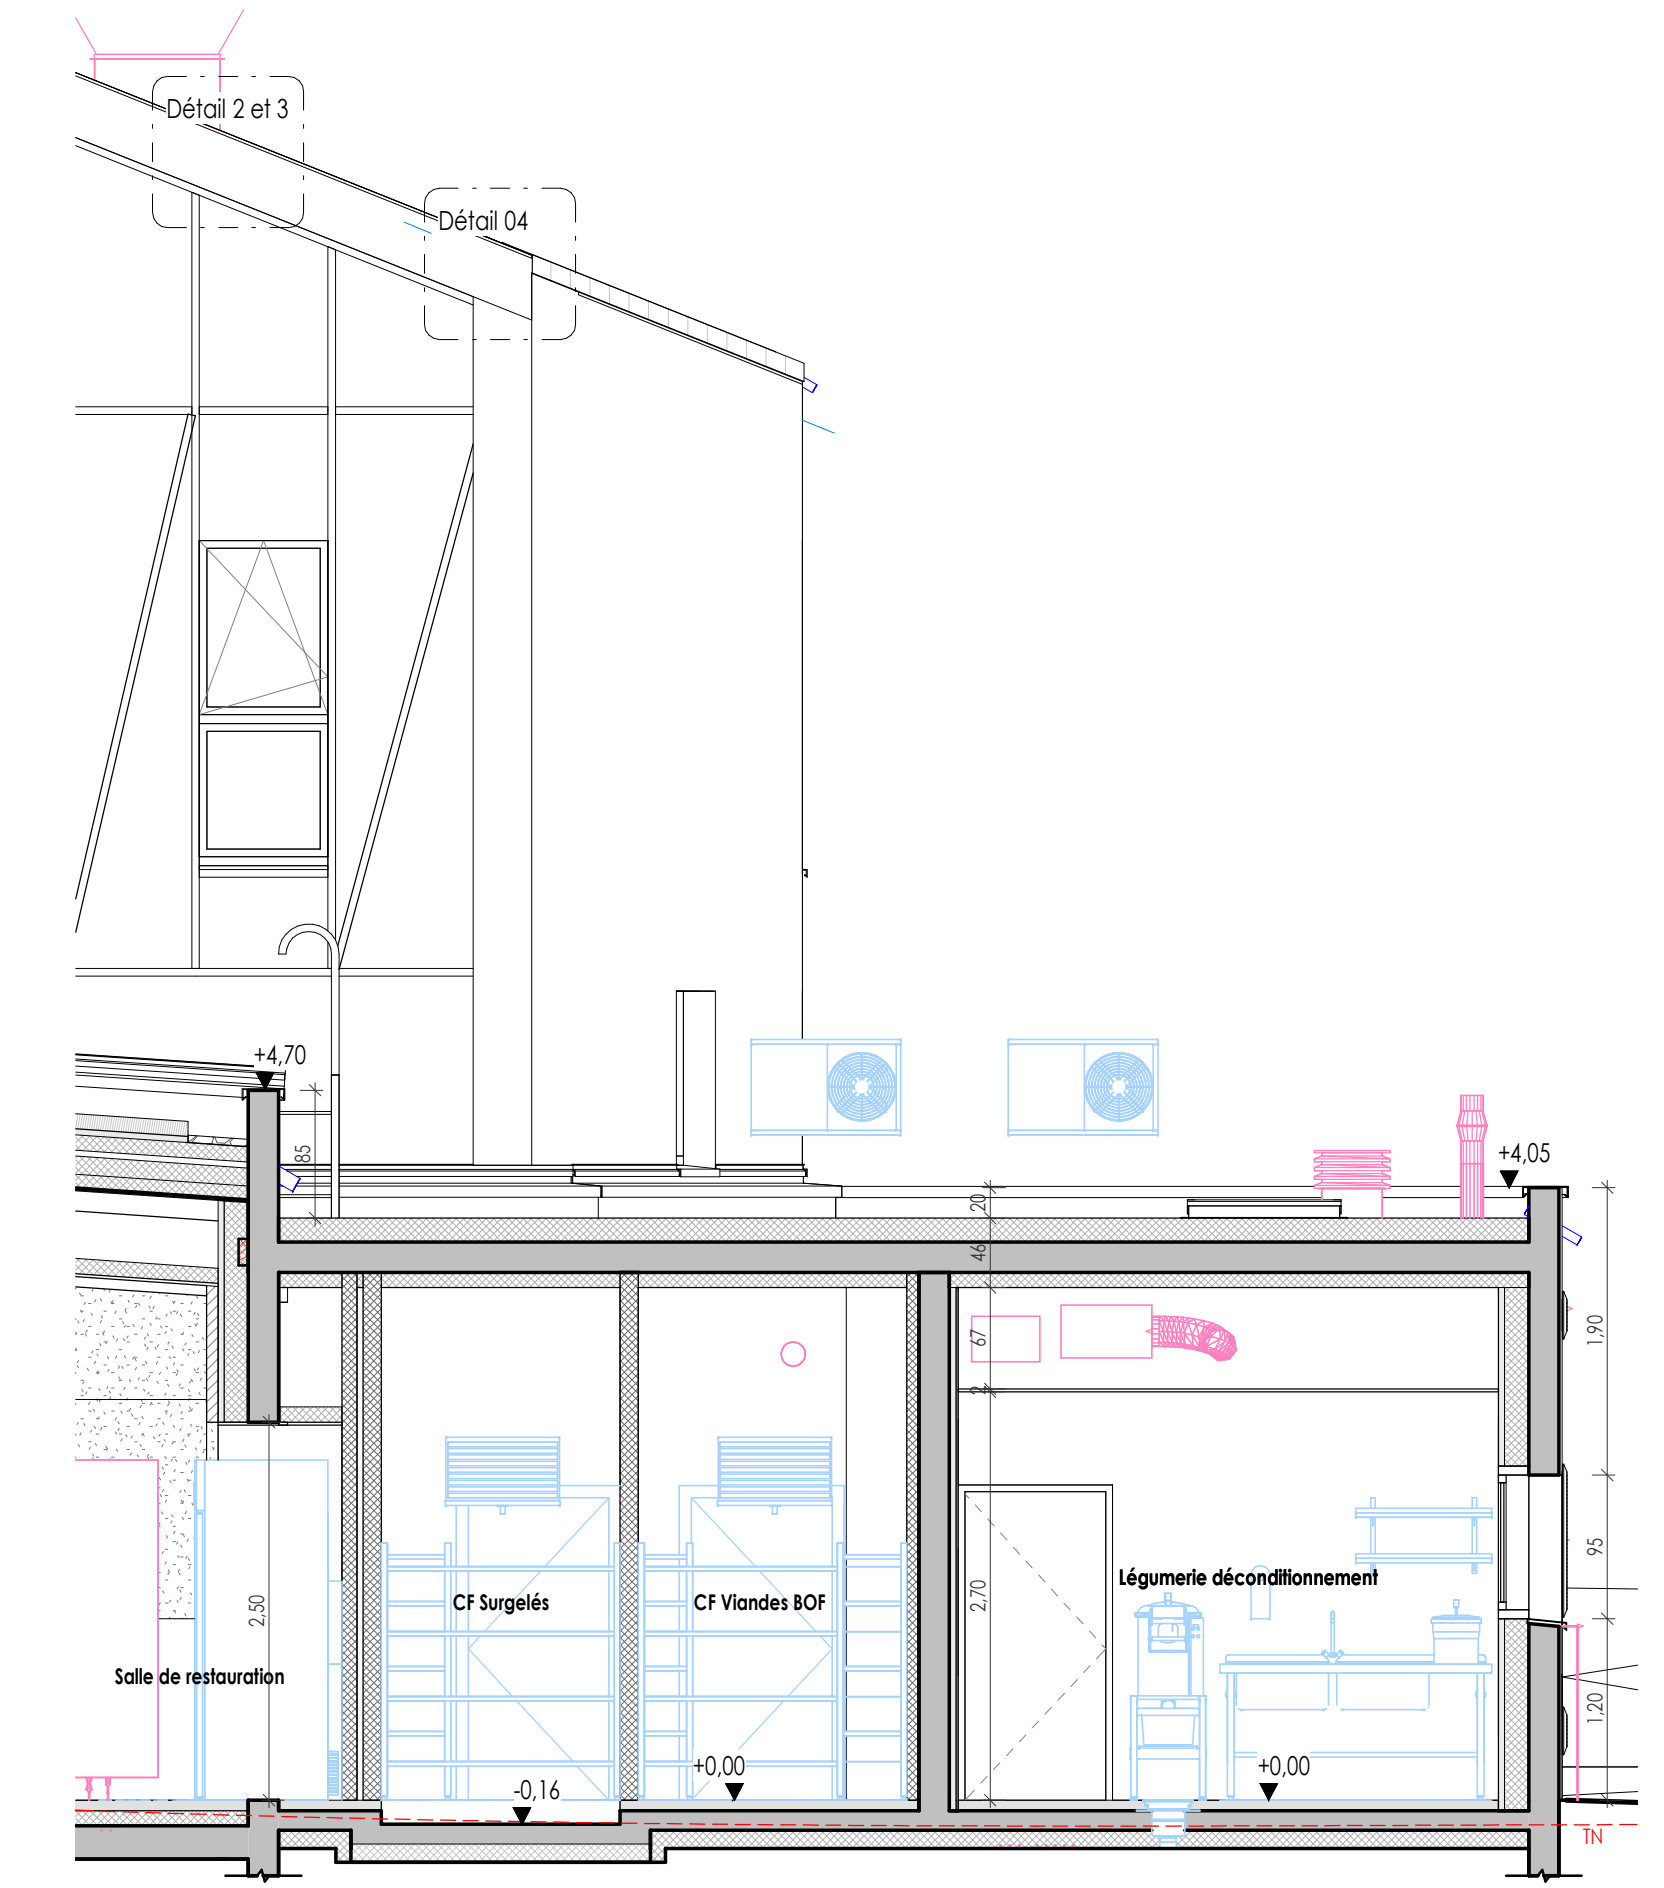 Détail 2 et 3
Détail 04
+4,70
85
+4,05
20
46
67
2
1,90
95
1,20
2,50
2,70
CF Surgelés
CF Viandes BOF
Légumerie déconditionnement
Salle de restauration
+0,00
-0,16
+0,00
TN